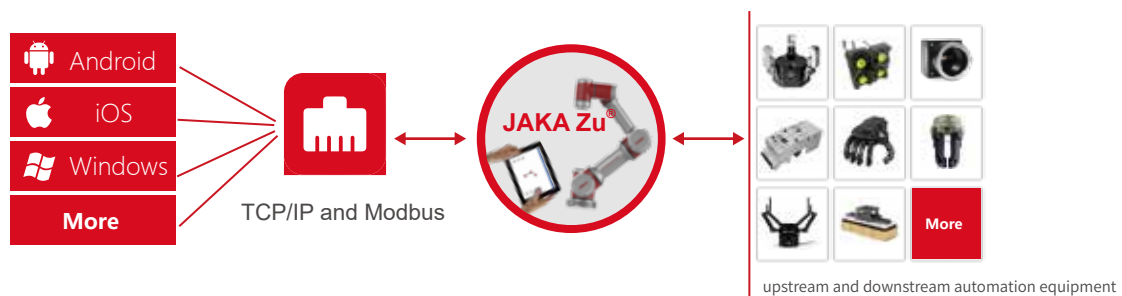 Android
iOS
Windows
More
TCP/IP and Modbus
JAKA Zu®
More
upstream and downstream automation equipment